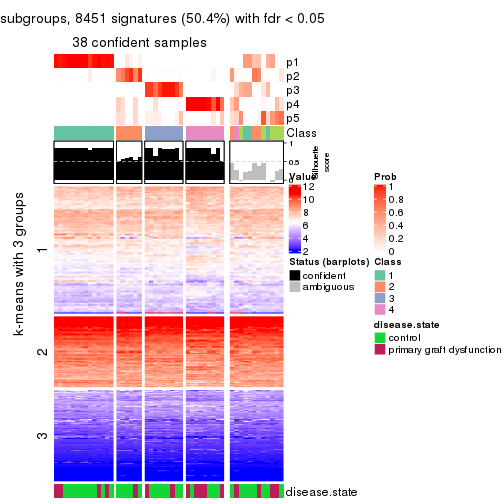 subgroups, 8451 signatures (50.4%) with fdr < 0.05
38 confident samples
p1
p2
p3
p4
p5
Class
1
0.5
0
Silhouette
score
k-means with 3 groups
1
2
3
Value
12
10
8
6
4
2
Prob
1
0.8
0.6
0.4
0.2
0
Status (barplots)
confident
ambiguous
Class
1
2
3
4
disease.state
control
primary graft dysfunction
disease.state